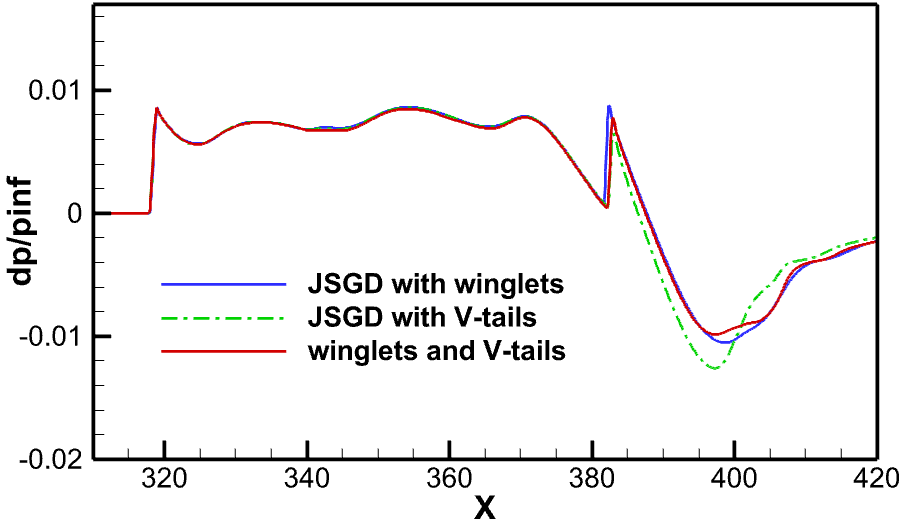 0.01
0
-0.01
-0.02
dp/pinf
JSGD with winglets
JSGD with V-tails
winglets and V-tails
320
340
360
380
400
420
X